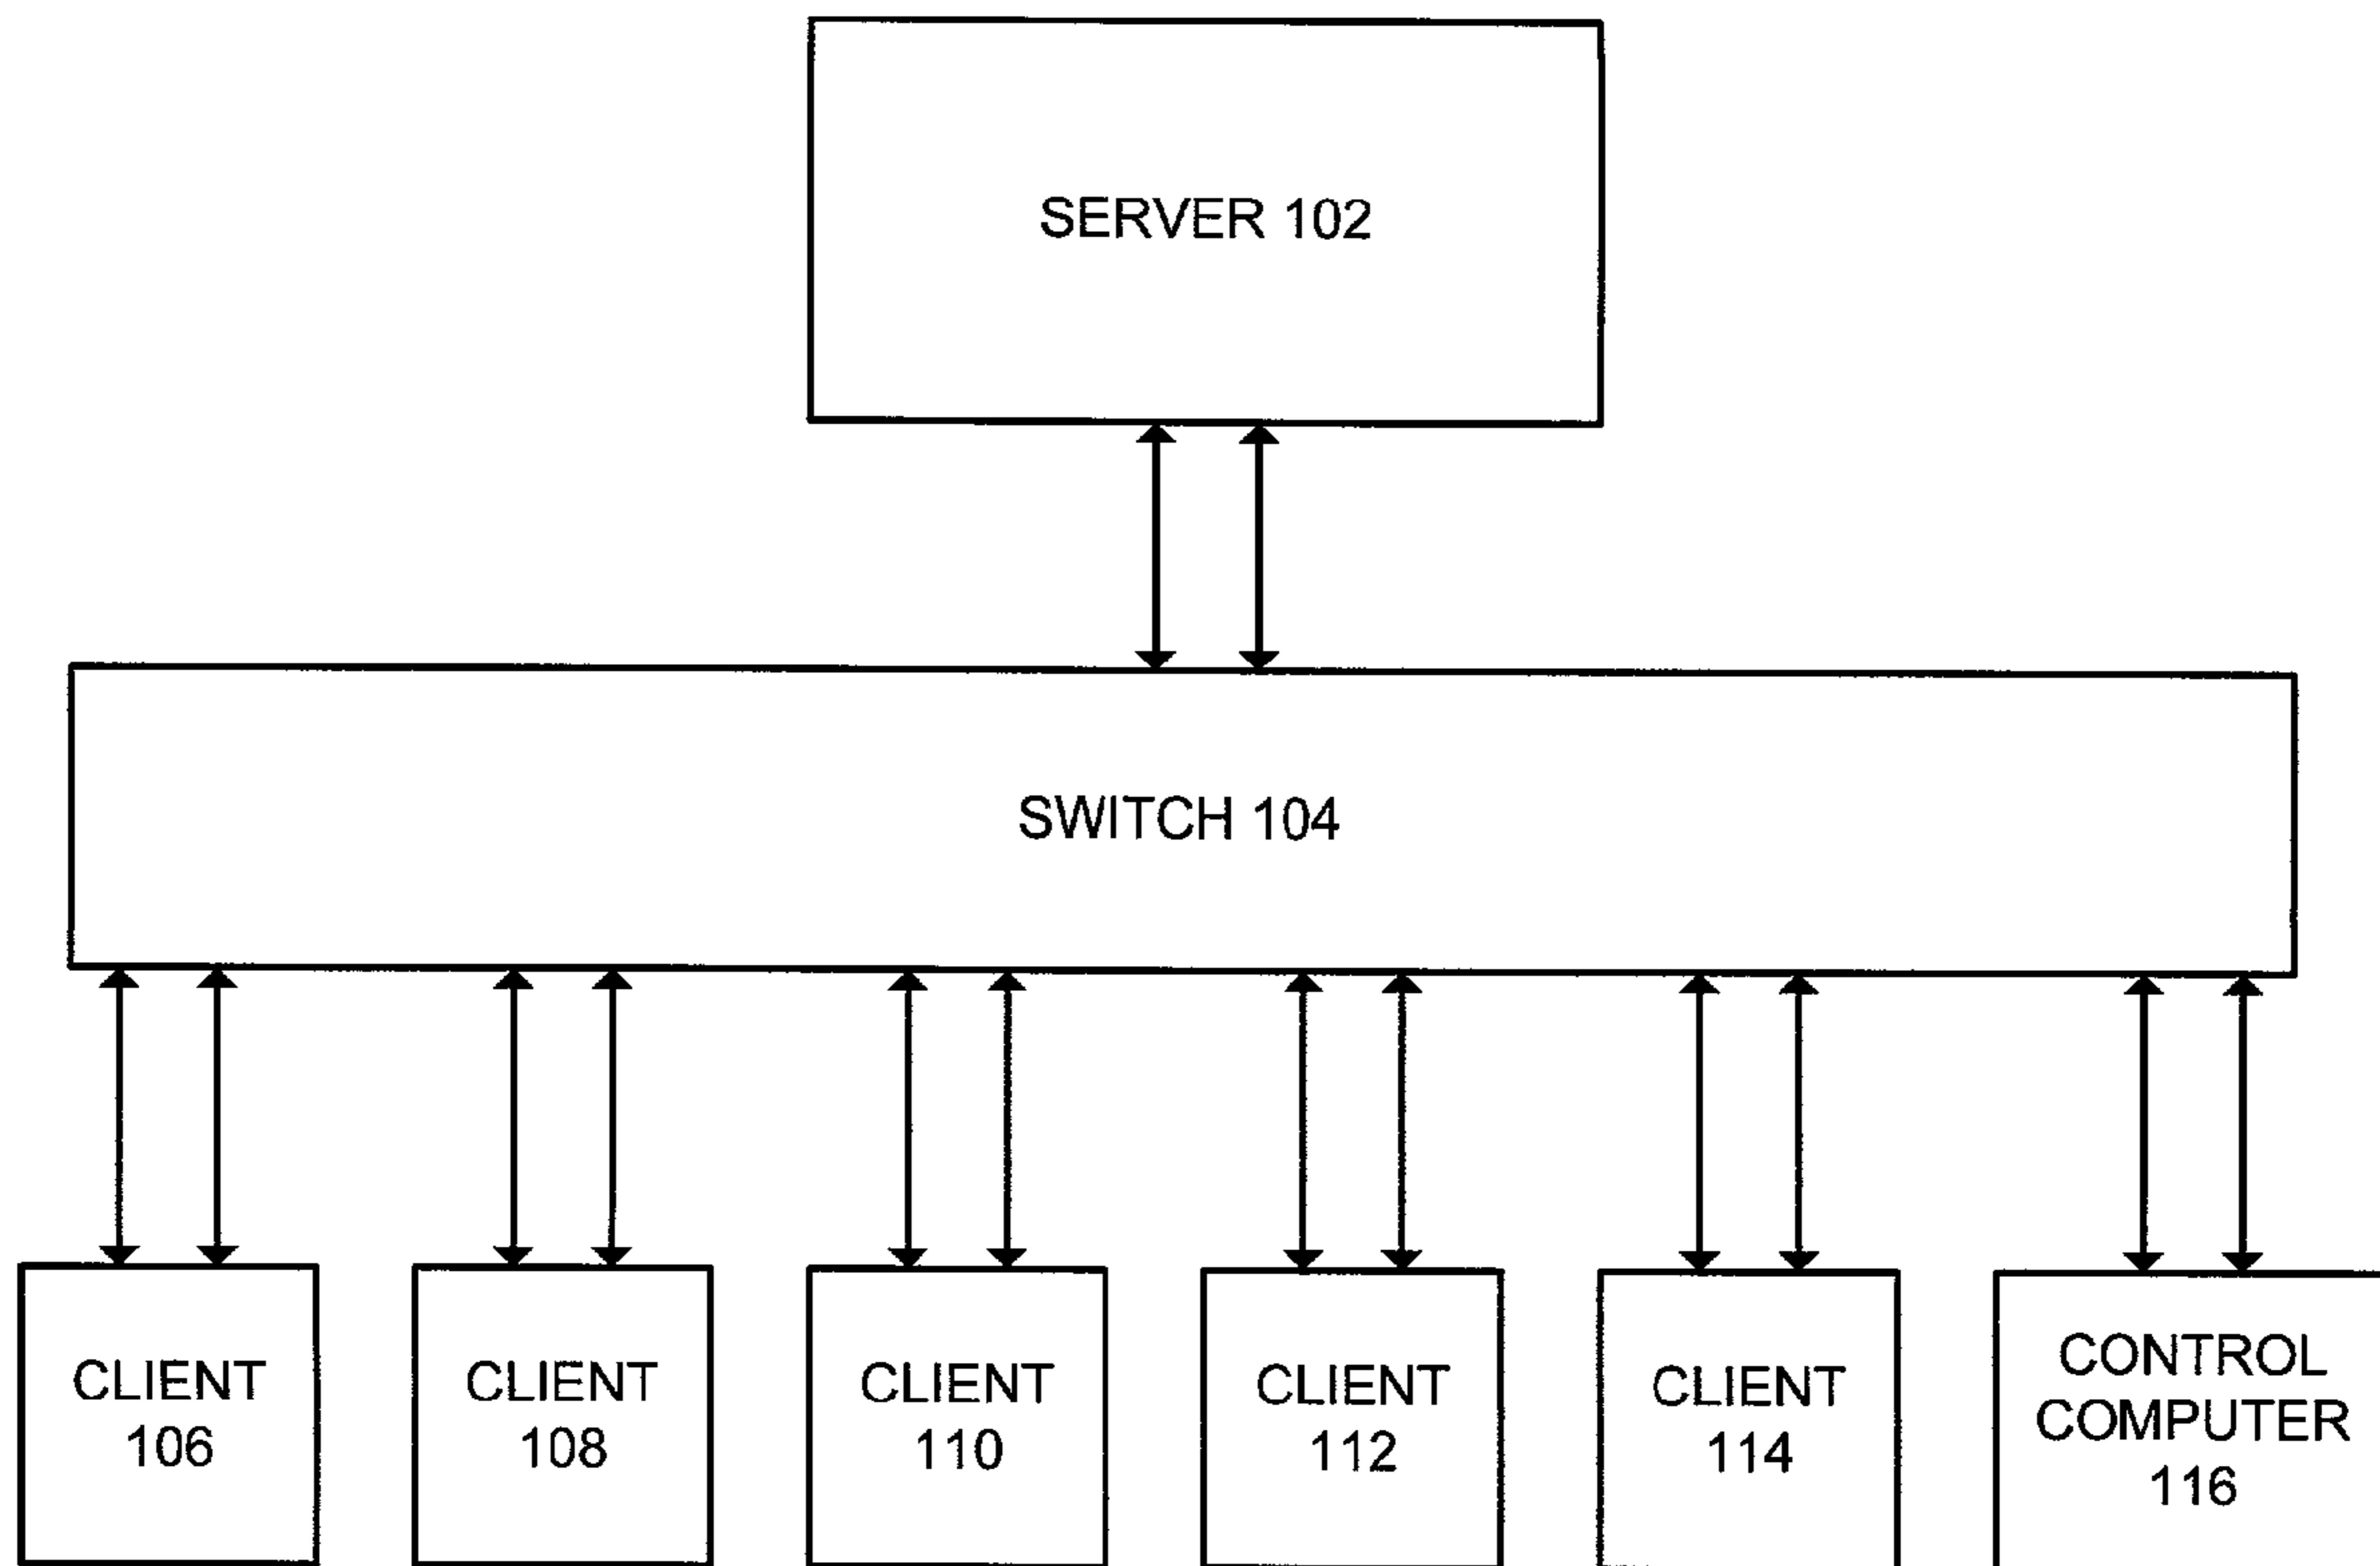 SERVER 102
SWITCH 104
CLIENT
106
CLIENT
108
CLIENT
110
CLIENT
112
CLIENT
114
CONTROL
COMPUTER
116